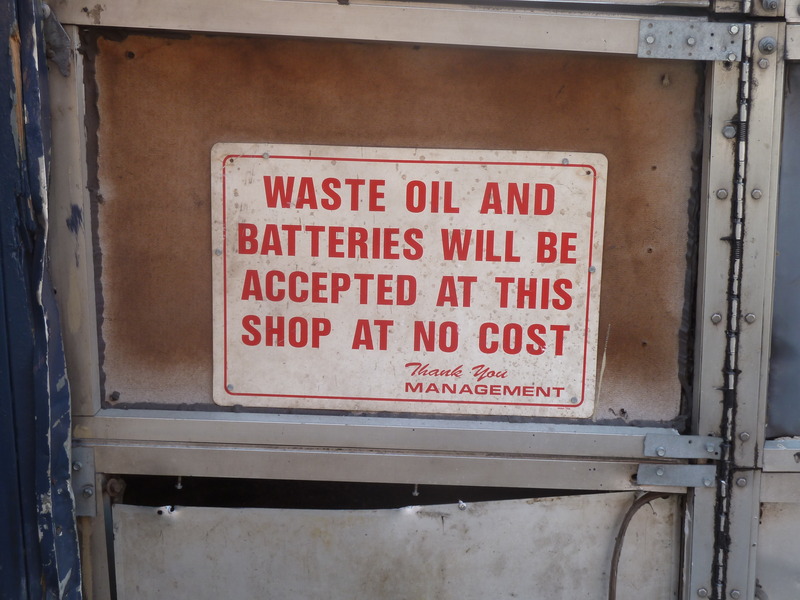 WASTE OIL AND
BATTERIES WILL BE
ACCEPTED AT THIS
SHOP AT NO COST
Thank You
MANAGEMENT